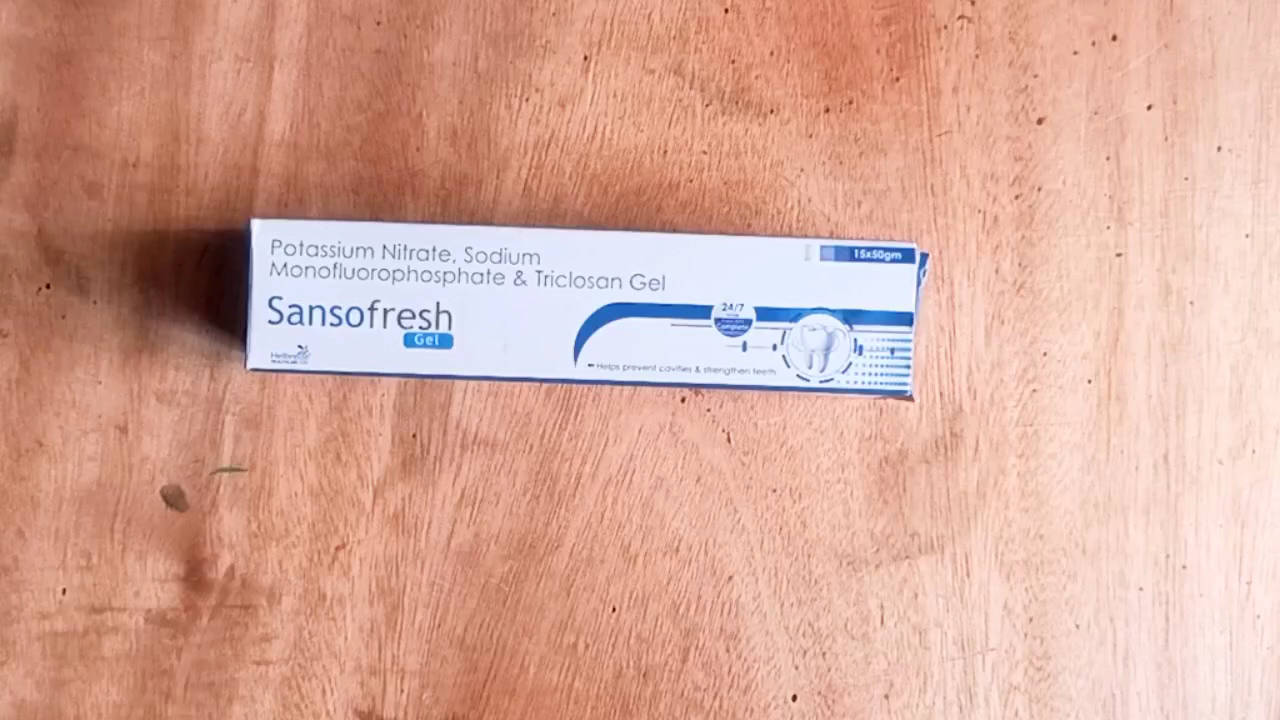 Potassium Nitrate, Sodium
Monofluorophosphate & Triclosan Gel
15x50gm
Sansofresh
Gel
24/7
Complete
Helps prevent cavities & strengthen teeth